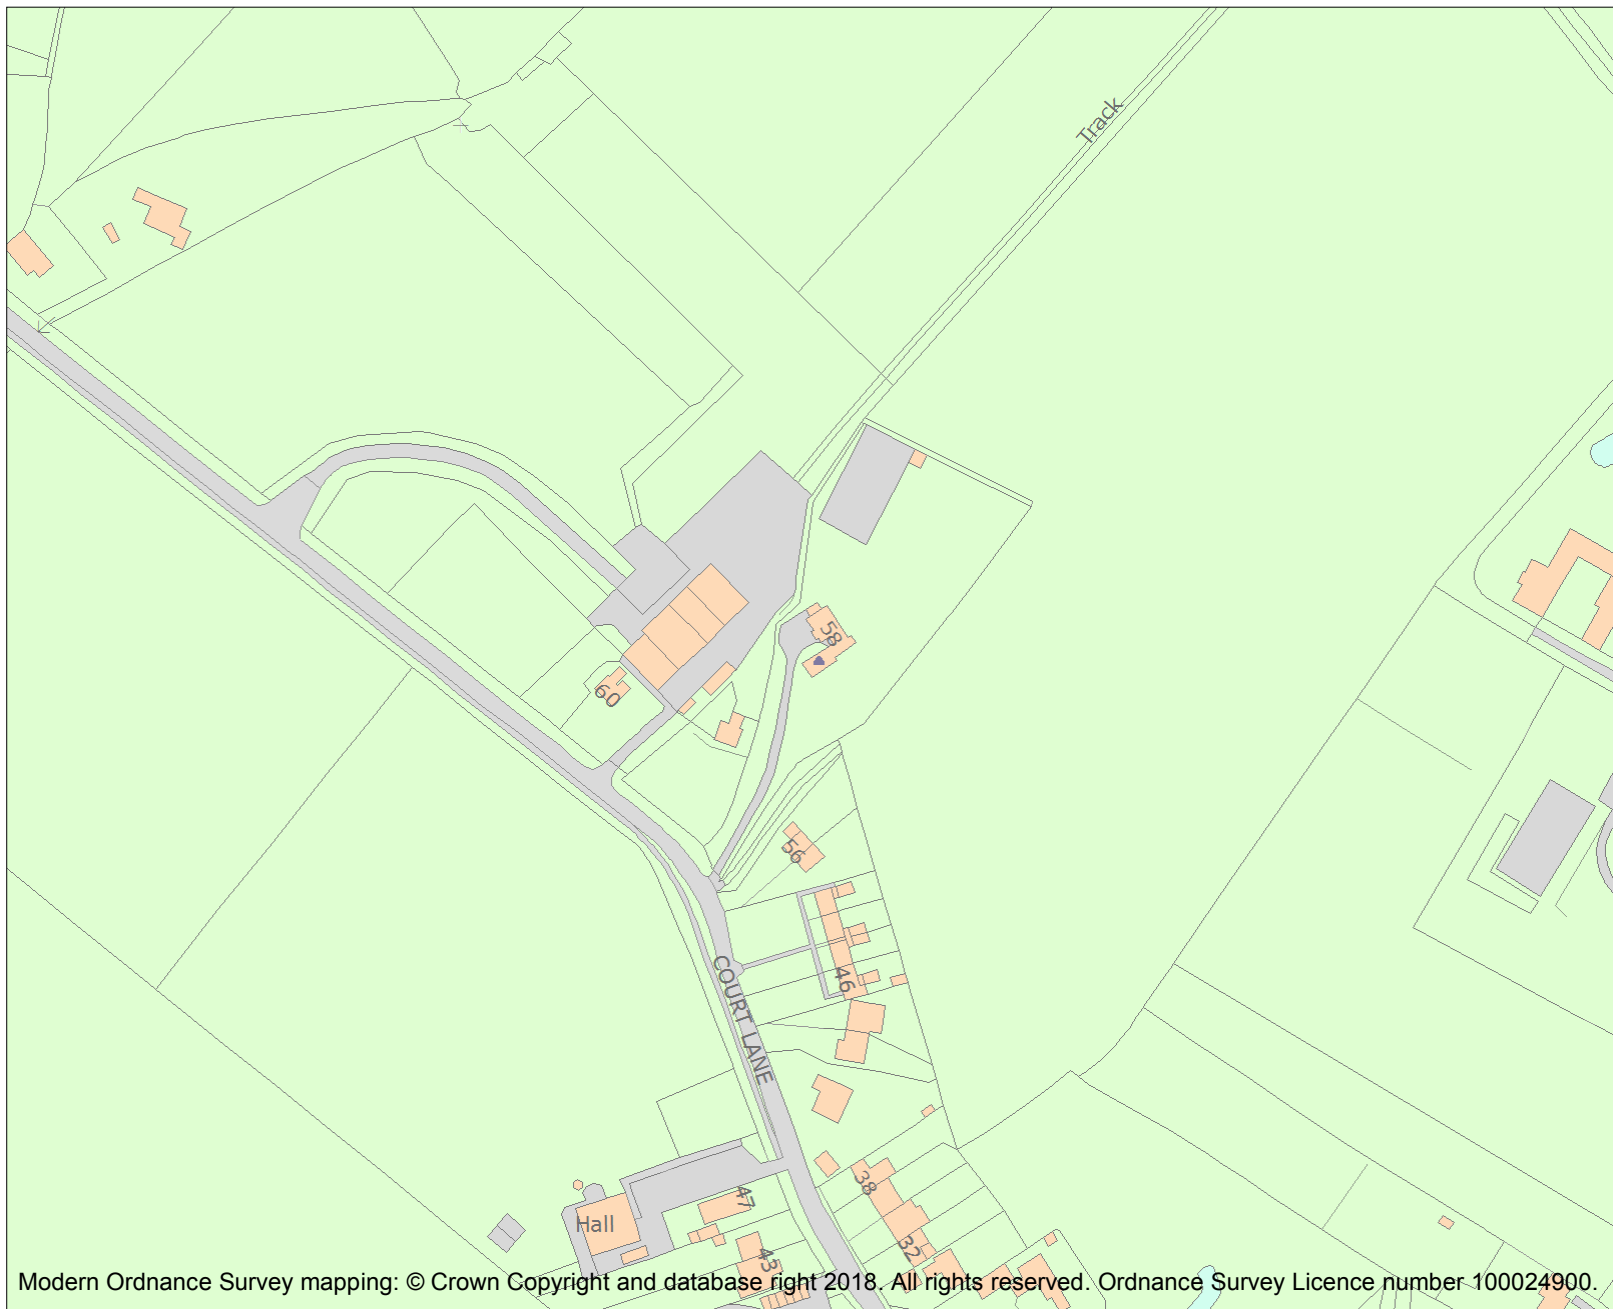 Track
58
60
56
46
COURT LANE
38
47
Hall
32
43
Modern Ordnance Survey mapping: © Crown Copyright and database right 2018. All rights reserved. Ordnance Survey Licence number 100024900.